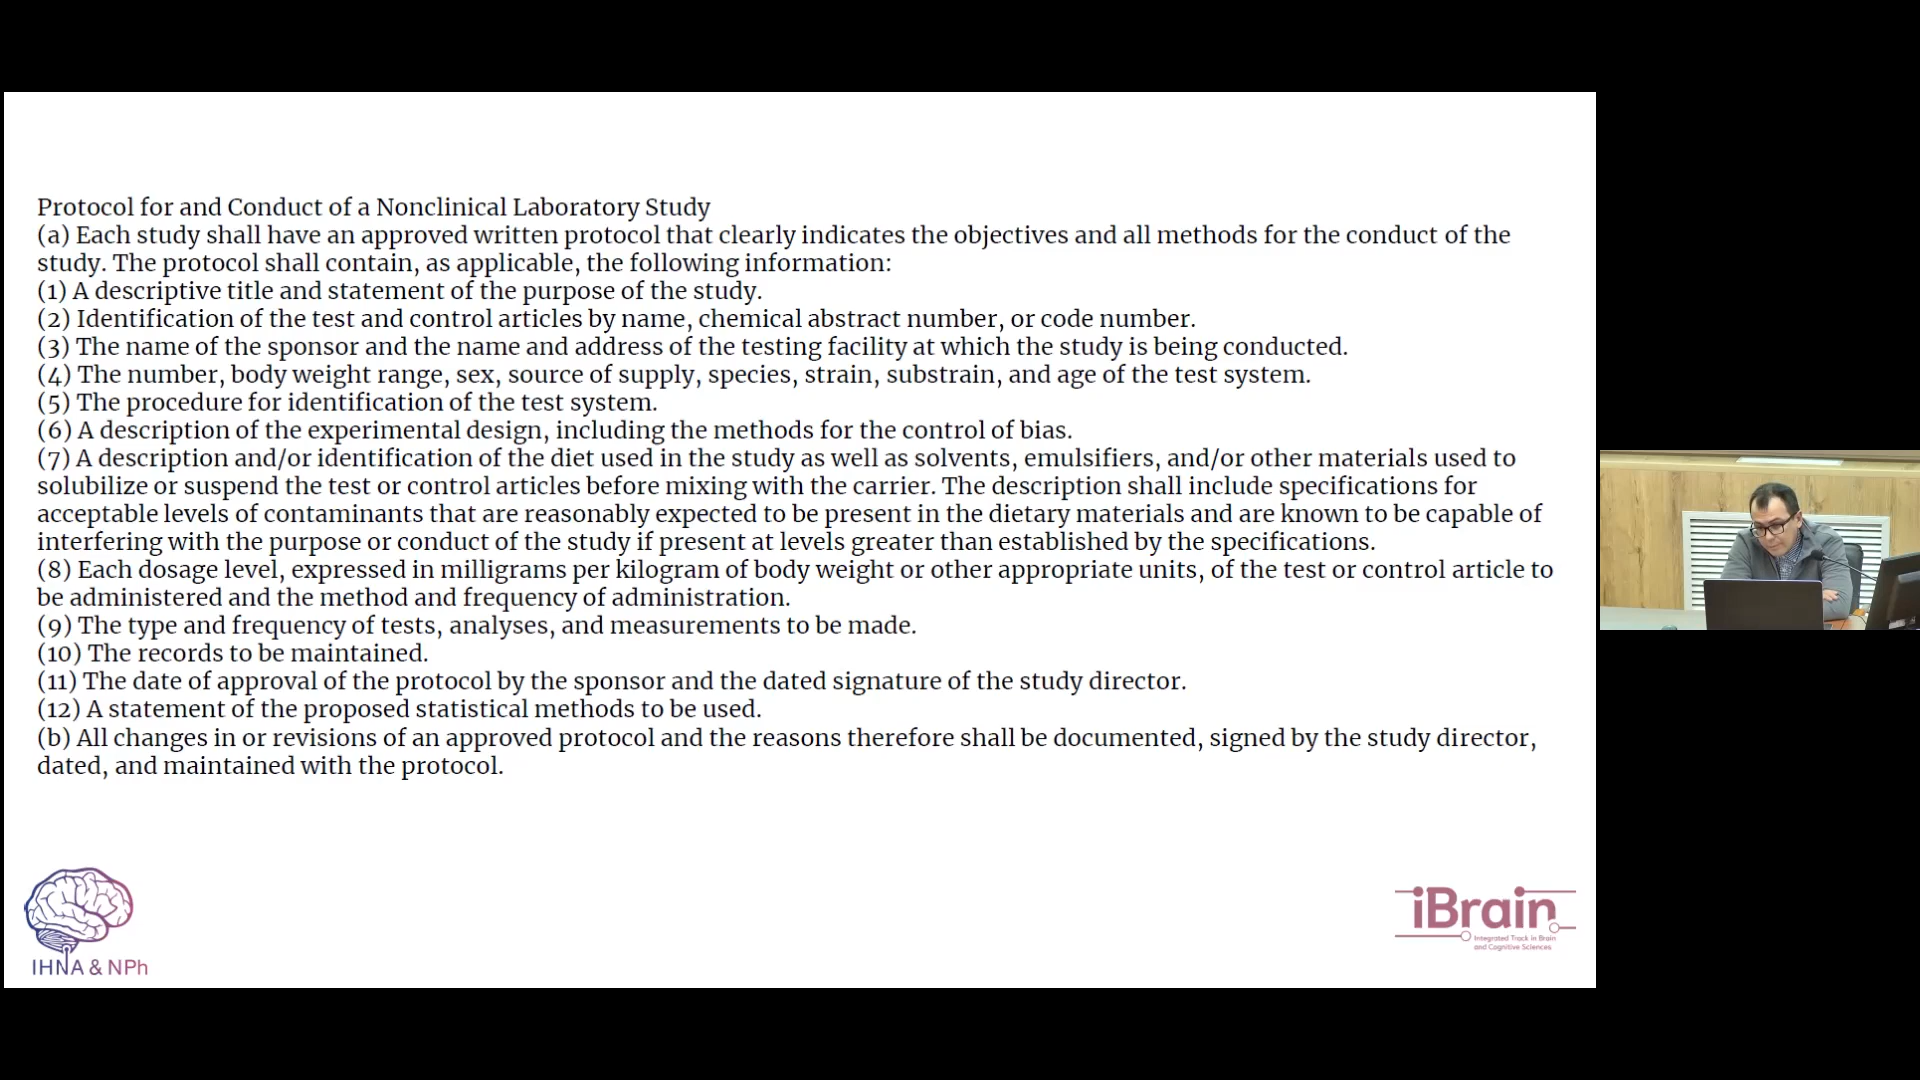 Protocol for and Conduct of a Nonclinical Laboratory Study
(a) Each study shall have an approved written protocol that clearly indicates the objectives and all methods for the conduct of the
study. The protocol shall contain, as applicable, the following information:
(1) A descriptive title and statement of the purpose of the study.
(2) Identification of the test and control articles by name, chemical abstract number, or code number.
(3) The name of the sponsor and the name and address of the testing facility at which the study is being conducted.
(4) The number, body weight range, sex, source of supply, species, strain, substrain, and age of the test system.
(5) The procedure for identification of the test system.
(6) A description of the experimental design, including the methods for the control of bias.
(7) A description and/or identification of the diet used in the study as well as solvents, emulsifiers, and/or other materials used to
solubilize or suspend the test or control articles before mixing with the carrier. The description shall include specifications for
acceptable levels of contaminants that are reasonably expected to be present in the dietary materials and are known to be capable of
interfering with the purpose or conduct of the study if present at levels greater than established by the specifications.
(8) Each dosage level, expressed in milligrams per kilogram of body weight or other appropriate units, of the test or control article to
be administered and the method and frequency of administration.
(9) The type and frequency of tests, analyses, and measurements to be made.
(10) The records to be maintained.
(11) The date of approval of the protocol by the sponsor and the dated signature of the study director.
(12) A statement of the proposed statistical methods to be used.
(b) All changes in or revisions of an approved protocol and the reasons therefore shall be documented, signed by the study director,
dated, and maintained with the protocol.
IHNA & NPh
iBrain
Integrated Track in Brain
and Cognitive Sciences